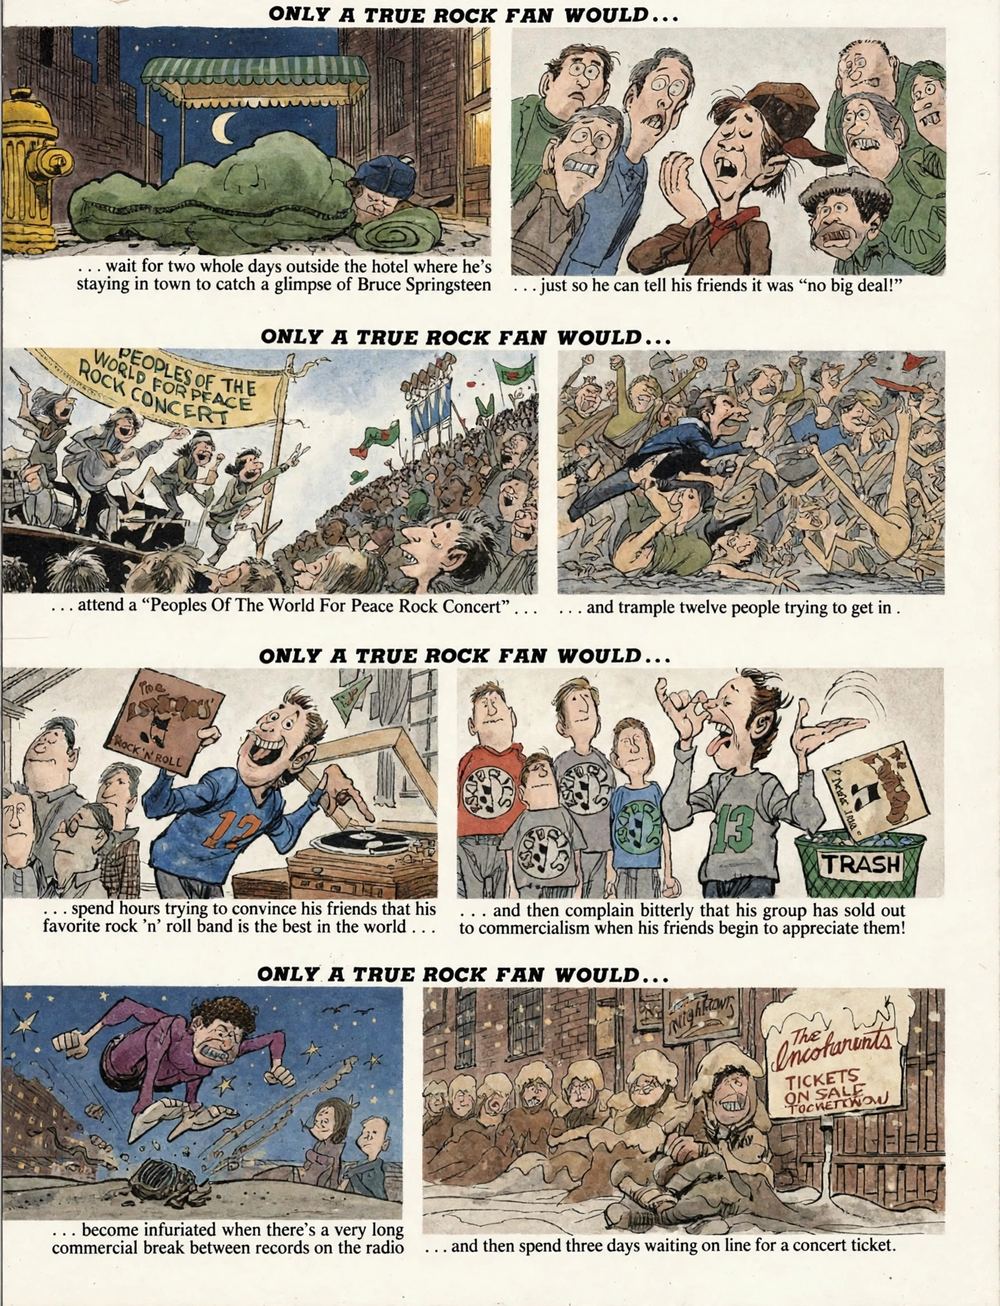 ONLY A TRUE ROCK FAN WOULD...
. . . wait for two whole days outside the hotel where he's
staying in town to catch a glimpse of Bruce Springsteen
. . . just so he can tell his friends it was “no big deal!”
ONLY A TRUE ROCK FAN WOULD...
PEOPLES OF THE
WORLD FOR PEACE
ROCK CONCERT
. . . attend a “Peoples Of The World For Peace Rock Concert” . . .
. . . and trample twelve people trying to get in .
ONLY A TRUE ROCK FAN WOULD...
THE
ROCK 'N' ROLL
12
13
TRASH
. . . spend hours trying to convince his friends that his
favorite rock 'n' roll band is the best in the world . . .
. . . and then complain bitterly that his group has sold out
to commercialism when his friends begin to appreciate them!
ONLY A TRUE ROCK FAN WOULD...
The
Incoharunts
TICKETS
ON SALE
. . . become infuriated when there's a very long
commercial break between records on the radio
. . . and then spend three days waiting on line for a concert ticket.